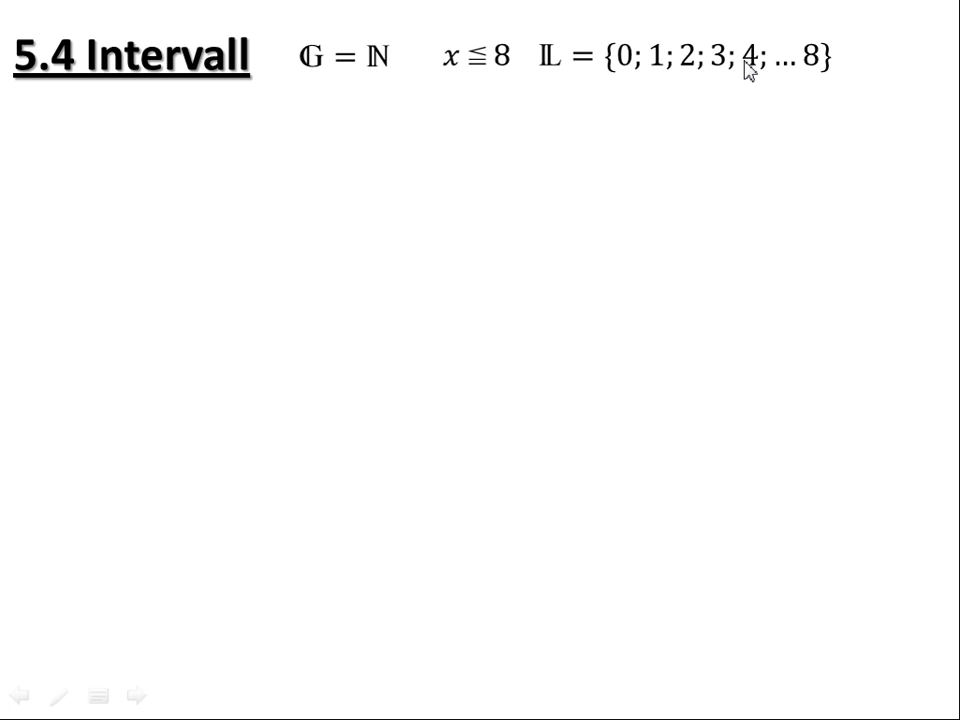 5.4 Intervall 𝔾 = ℕ 𝑥 ≦ 8 𝕃 = {0; 1; 2; 3; 4; … 8}